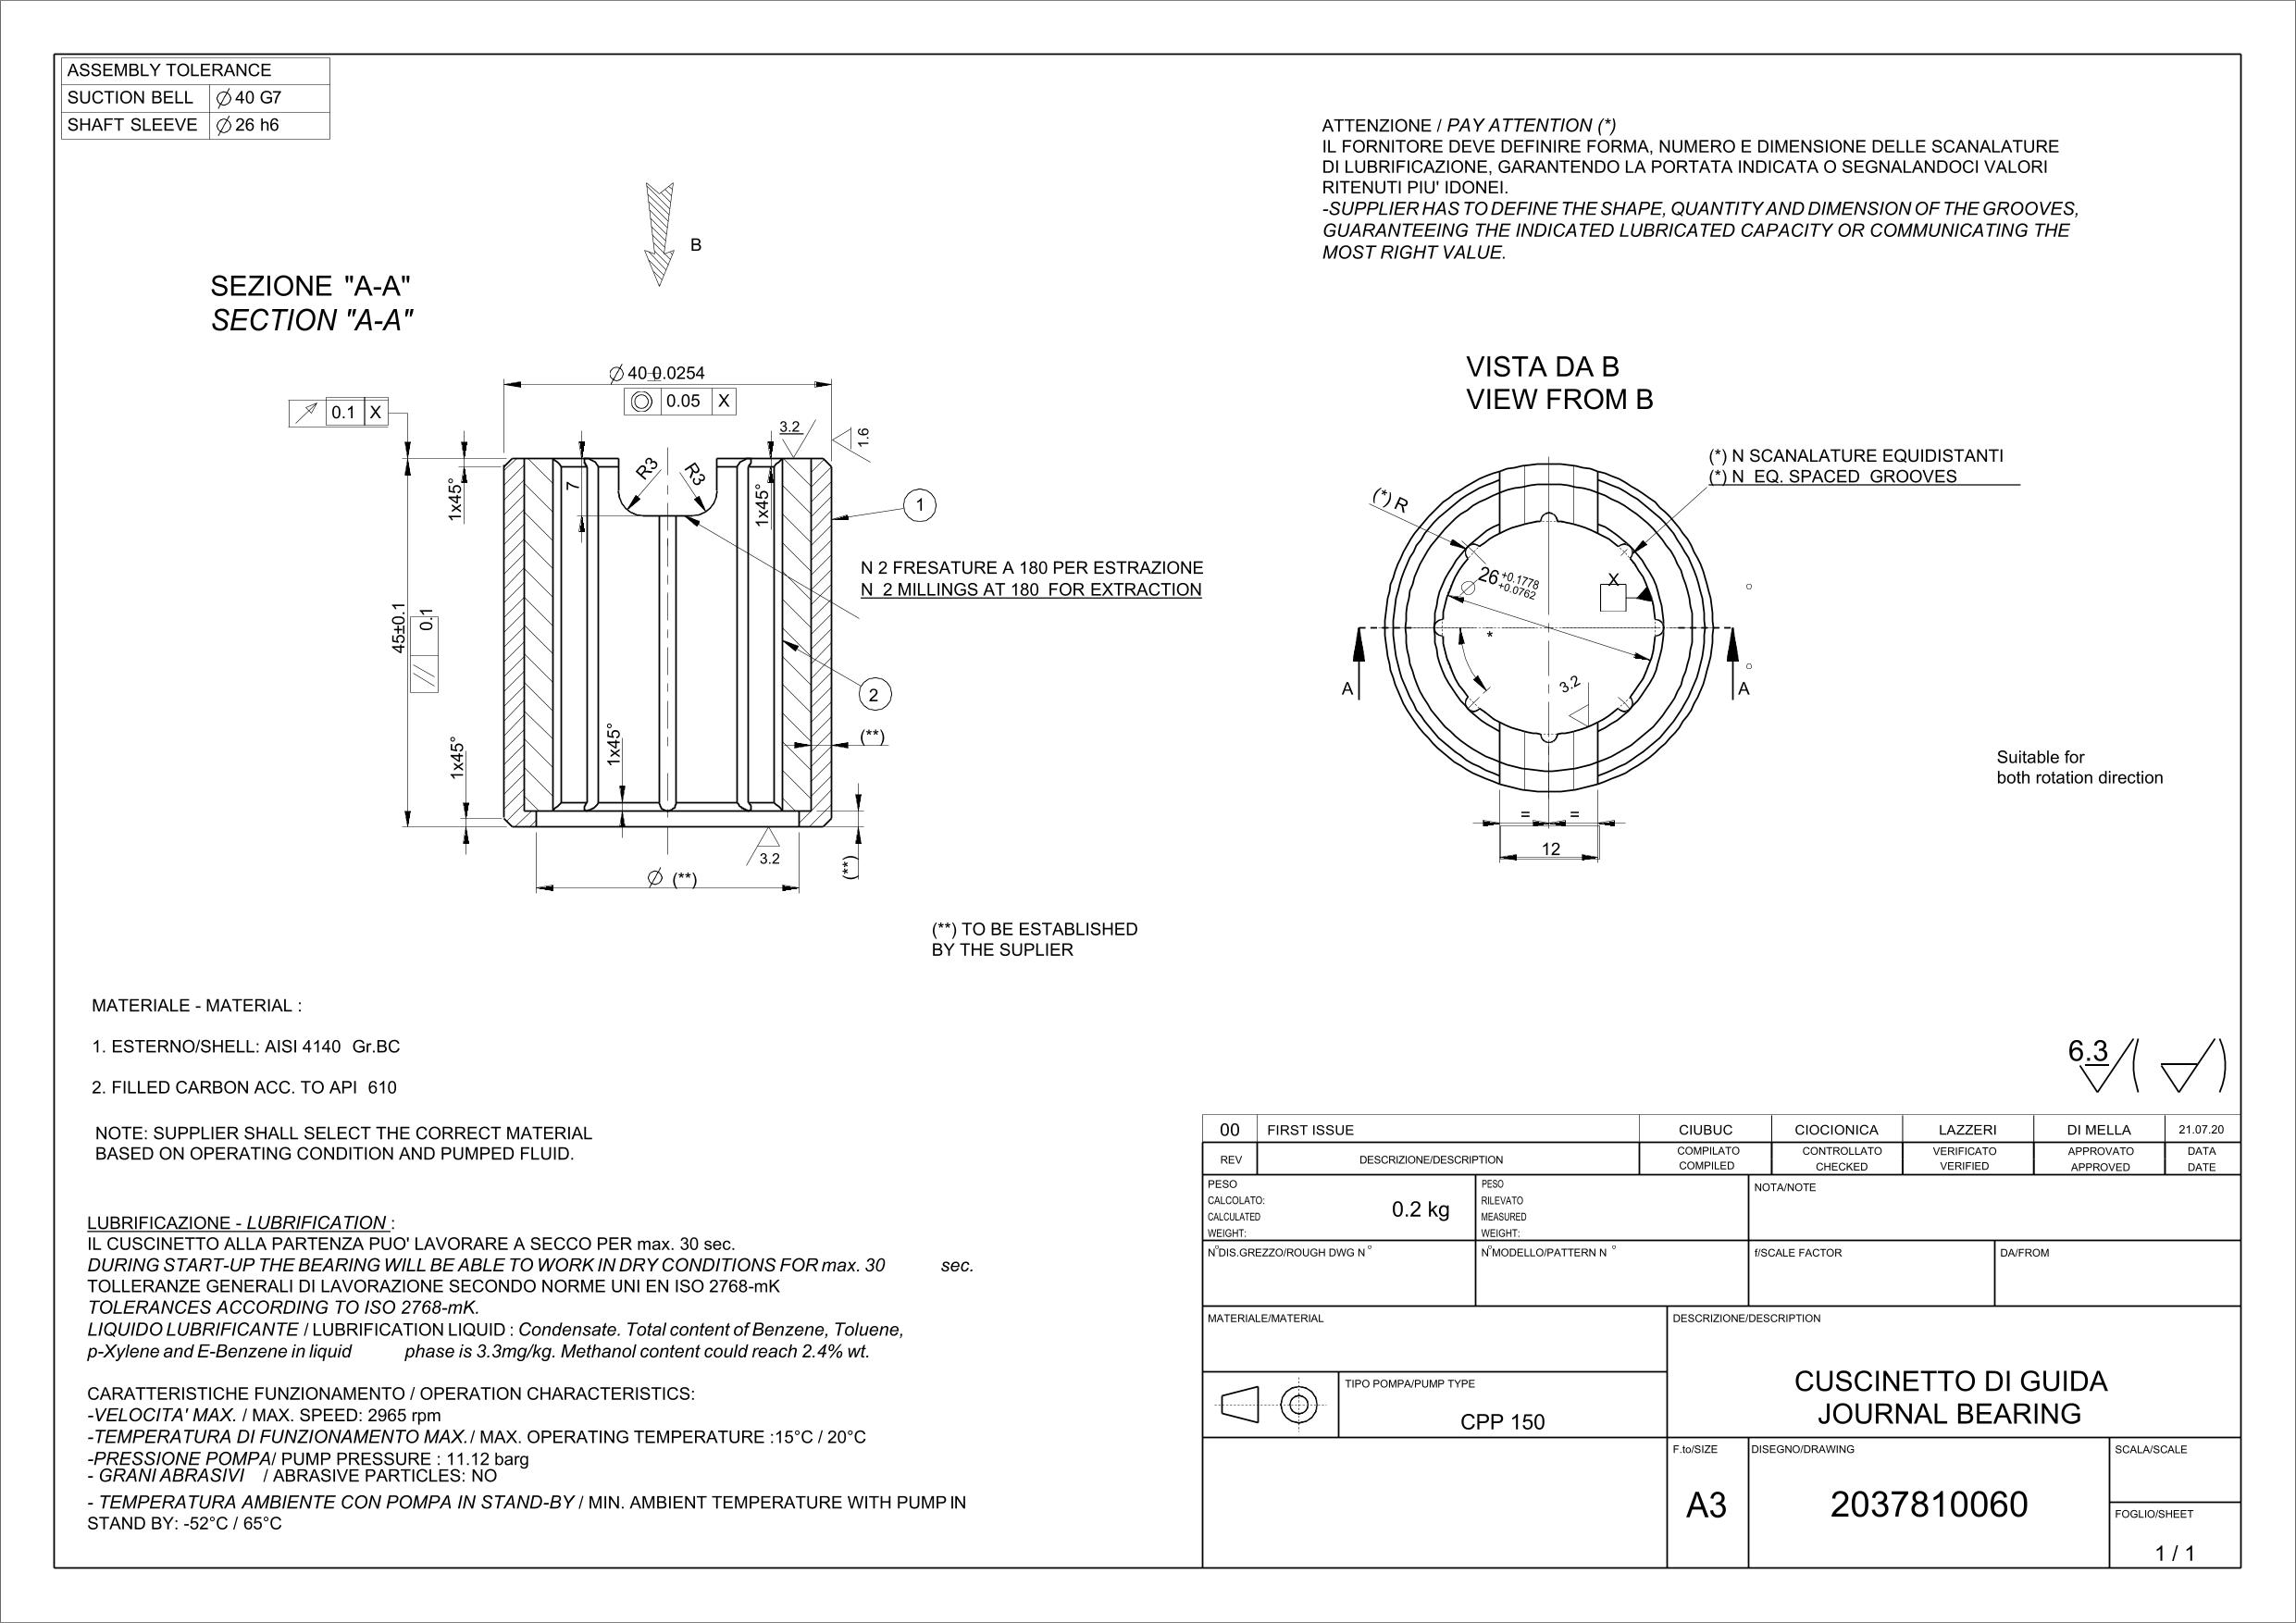 ASSEMBLY TOLERANCE
SUCTION BELL ∅ 40 G7
SHAFT SLEEVE ∅ 26 h6
ATTENZIONE / PAY ATTENTION (*)
IL FORNITORE DEVE DEFINIRE FORMA, NUMERO E DIMENSIONE DELLE SCANALATURE
DI LUBRIFICAZIONE, GARANTENDO LA PORTATA INDICATA O SEGNALANDOCI VALORI
RITENUTI PIU' IDONEI.
-SUPPLIER HAS TO DEFINE THE SHAPE, QUANTITY AND DIMENSION OF THE GROOVES,
GUARANTEEING THE INDICATED LUBRICATED CAPACITY OR COMMUNICATING THE
MOST RIGHT VALUE.
B
SEZIONE "A-A"
SECTION "A-A"
∅ 40 0.0254
0.05 X
0.1 X
3.2
1.6
1x45°
7
R3
R3
1x45°
1
N 2 FRESATURE A 180 PER ESTRAZIONE
N 2 MILLINGS AT 180 FOR EXTRACTION
45±0.1
0.1
2
(**)
1x45°
1x45°
3.2
(**)
∅ (**)
(**) TO BE ESTABLISHED
BY THE SUPLIER
VISTA DA B
VIEW FROM B
(*) N SCANALATURE EQUIDISTANTI
(*) N EQ. SPACED GROOVES
(*) R
∅ 26 +0.1778
+0.0762
X
*
3.2
A
A
= =
12
Suitable for
both rotation direction
MATERIALE - MATERIAL :
1. ESTERNO/SHELL: AISI 4140 Gr.BC
2. FILLED CARBON ACC. TO API 610
NOTE: SUPPLIER SHALL SELECT THE CORRECT MATERIAL
BASED ON OPERATING CONDITION AND PUMPED FLUID.
LUBRIFICAZIONE - LUBRIFICATION :
IL CUSCINETTO ALLA PARTENZA PUO' LAVORARE A SECCO PER max. 30 sec.
DURING START-UP THE BEARING WILL BE ABLE TO WORK IN DRY CONDITIONS FOR max. 30 sec.
TOLLERANZE GENERALI DI LAVORAZIONE SECONDO NORME UNI EN ISO 2768-mK
TOLERANCES ACCORDING TO ISO 2768-mK.
LIQUIDO LUBRIFICANTE / LUBRIFICATION LIQUID : Condensate. Total content of Benzene, Toluene,
p-Xylene and E-Benzene in liquid phase is 3.3mg/kg. Methanol content could reach 2.4% wt.
CARATTERISTICHE FUNZIONAMENTO / OPERATION CHARACTERISTICS:
-VELOCITA' MAX. / MAX. SPEED: 2965 rpm
-TEMPERATURA DI FUNZIONAMENTO MAX. / MAX. OPERATING TEMPERATURE :15°C / 20°C
-PRESSIONE POMPA/ PUMP PRESSURE : 11.12 barg
- GRANI ABRASIVI / ABRASIVE PARTICLES: NO
- TEMPERATURA AMBIENTE CON POMPA IN STAND-BY / MIN. AMBIENT TEMPERATURE WITH PUMP IN
STAND BY: -52°C / 65°C
6.3
00 FIRST ISSUE CIUBUC CIOCIONICA LAZZERI DI MELLA 21.07.20
REV DESCRIZIONE/DESCRIPTION COMPILATO CONTROLLATO VERIFICATO APPROVATO DATA
COMPILED CHECKED VERIFIED APPROVED DATE
PESO
CALCOLATO:
CALCULATED
WEIGHT:
0.2 kg
PESO
RILEVATO
MEASURED
WEIGHT:
NOTA/NOTE
N°DIS.GREZZO/ROUGH DWG N°
N°MODELLO/PATTERN N°
f/SCALE FACTOR
DA/FROM
MATERIALE/MATERIAL
DESCRIZIONE/DESCRIPTION
CUSCINETTO DI GUIDA
JOURNAL BEARING
TIPO POMPA/PUMP TYPE
CPP 150
F.to/SIZE
A3
DISEGNO/DRAWING
2037810060
SCALA/SCALE
FOGLIO/SHEET
1 / 1